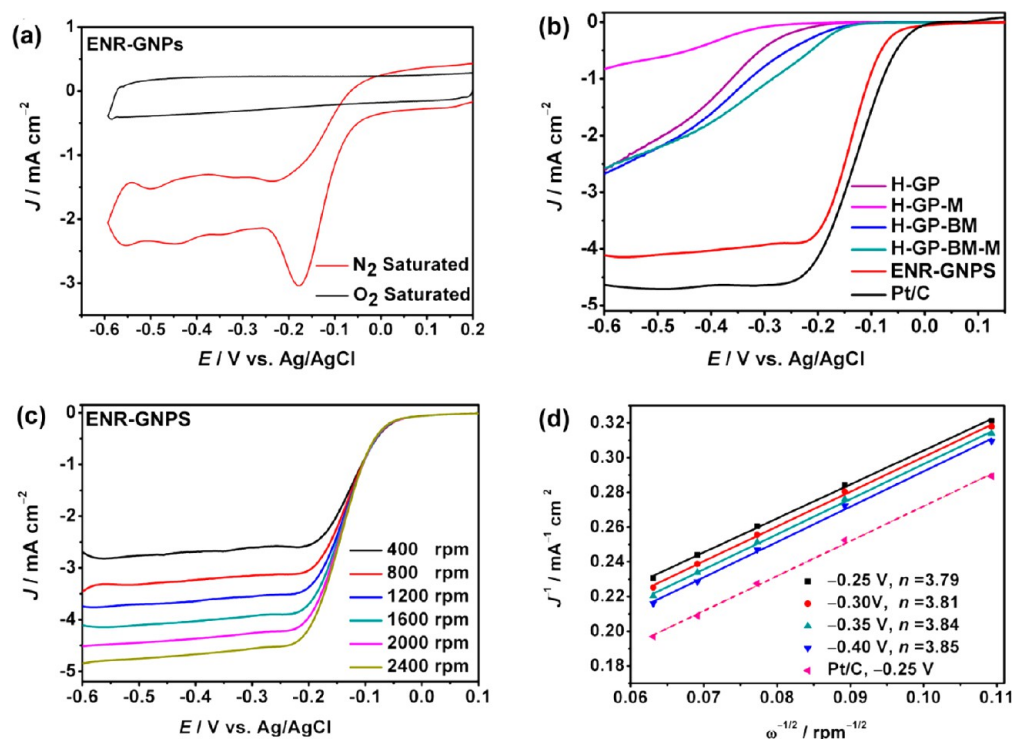 (a)
ENR-GNPs
J / mA cm⁻²
0
-1
-2
-3
N₂ Saturated
O₂ Saturated
-0.6 -0.5 -0.4 -0.3 -0.2 -0.1 0.0 0.1 0.2
E / V vs. Ag/AgCl
(b)
J / mA cm⁻²
0
-1
-2
-3
-4
-5
H-GP
H-GP-M
H-GP-BM
H-GP-BM-M
ENR-GNPS
Pt/C
-0.6 -0.5 -0.4 -0.3 -0.2 -0.1 0.0 0.1
E / V vs. Ag/AgCl
(c)
ENR-GNPS
J / mA cm⁻²
0
-1
-2
-3
-4
-5
400 rpm
800 rpm
1200 rpm
1600 rpm
2000 rpm
2400 rpm
-0.6 -0.5 -0.4 -0.3 -0.2 -0.1 0.0 0.1
E / V vs. Ag/AgCl
(d)
J⁻¹ / mA⁻¹ cm⁻²
0.32
0.30
0.28
0.26
0.24
0.22
0.20
0.18
−0.25 V, n =3.79
−0.30V, n =3.81
−0.35 V, n =3.84
−0.40 V, n =3.85
Pt/C, −0.25 V
0.06 0.07 0.08 0.09 0.10 0.11
ω⁻¹/² / rpm⁻¹/²